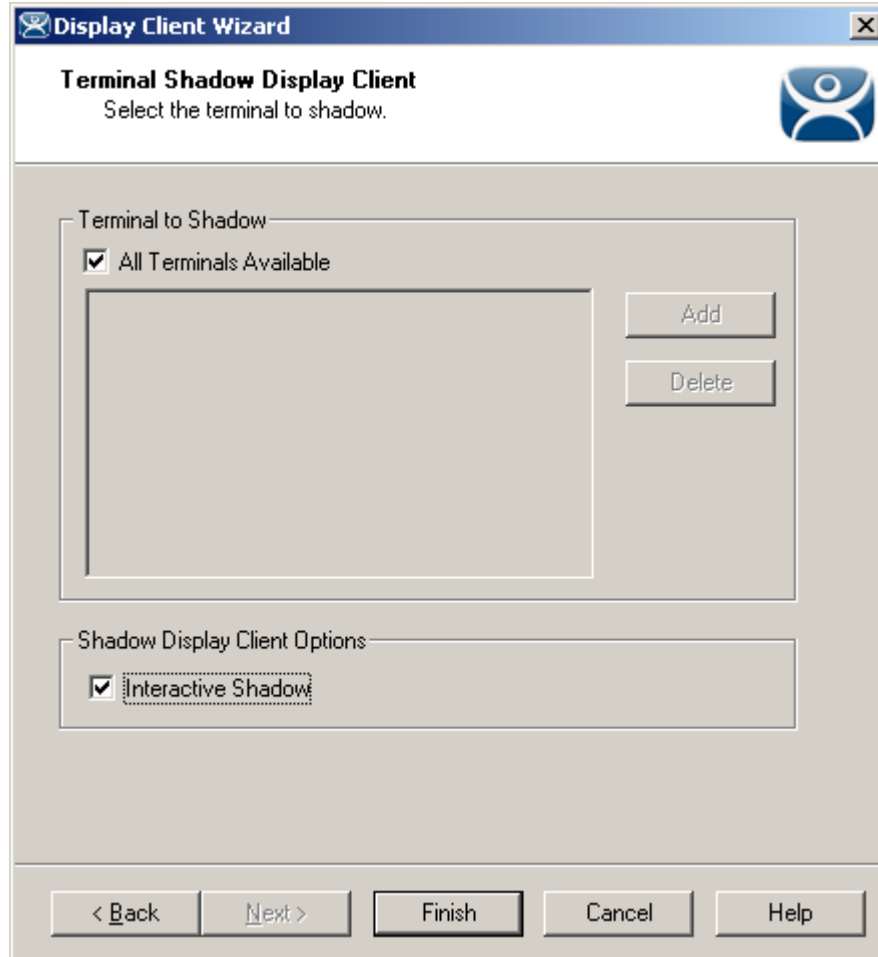 Display Client Wizard
Terminal Shadow Display Client
Select the terminal to shadow.
Terminal to Shadow
All Terminals Available
Add
Delete
Shadow Display Client Options
Interactive Shadow
< Back
Next >
Finish
Cancel
Help